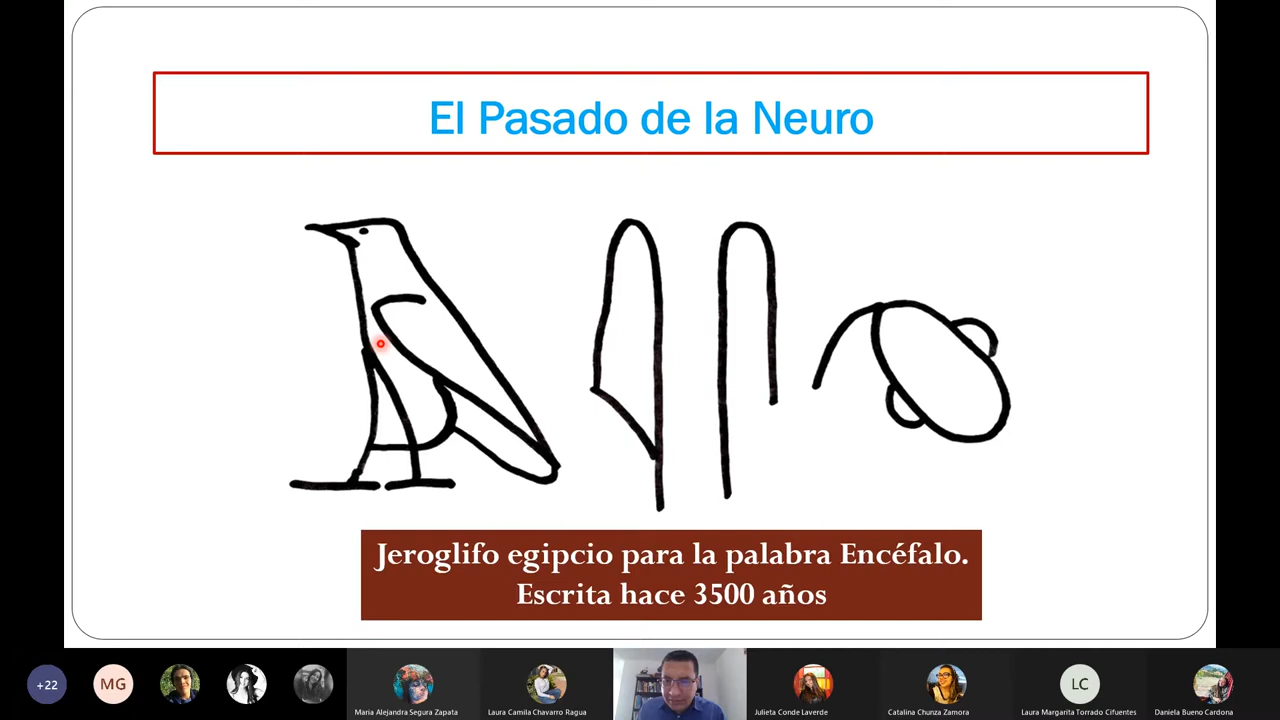 El Pasado de la Neuro
Jeroglifo egipcio para la palabra Encéfalo.
Escrita hace 3500 años
+22
MG
LC
Maria Alejandra Segura Zapata
Laura Camila Chavarro Ragua
Julieta Conde Laverde
Catalina Chunza Zamora
Laura Margarita Torrado Cifuentes
Daniela Bueno Cardona